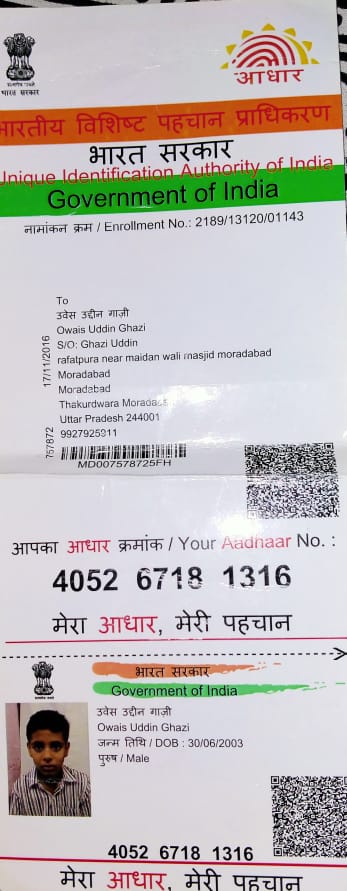 भारत सरकार
आधार
भारतीय विशिष्ट पहचान प्राधिकरण
भारत सरकार
Unique Identification Authority of India
Government of India
नामांकन क्रम / Enrollment No.: 2189/13120/01143
To
उवेस उद्दीन गाज़ी
Owais Uddin Ghazi
S/O: Ghazi Uddin
rafatpura near maidan wali masjid moradabad
Moradabad
Moradabad
Thakurdwara
Uttar Pradesh 244001
17/11/2016
757872
MD007578725FH
आपका आधार क्रमांक / Your Aadhaar No. :
4052 6718 1316
मेरा आधार, मेरी पहचान
भारत सरकार
Government of India
उवेस उद्दीन गाज़ी
Owais Uddin Ghazi
जन्म तिथि / DOB : 30/06/2003
पुरुष / Male
4052 6718 1316
मेरा आधार, मेरी पहचान